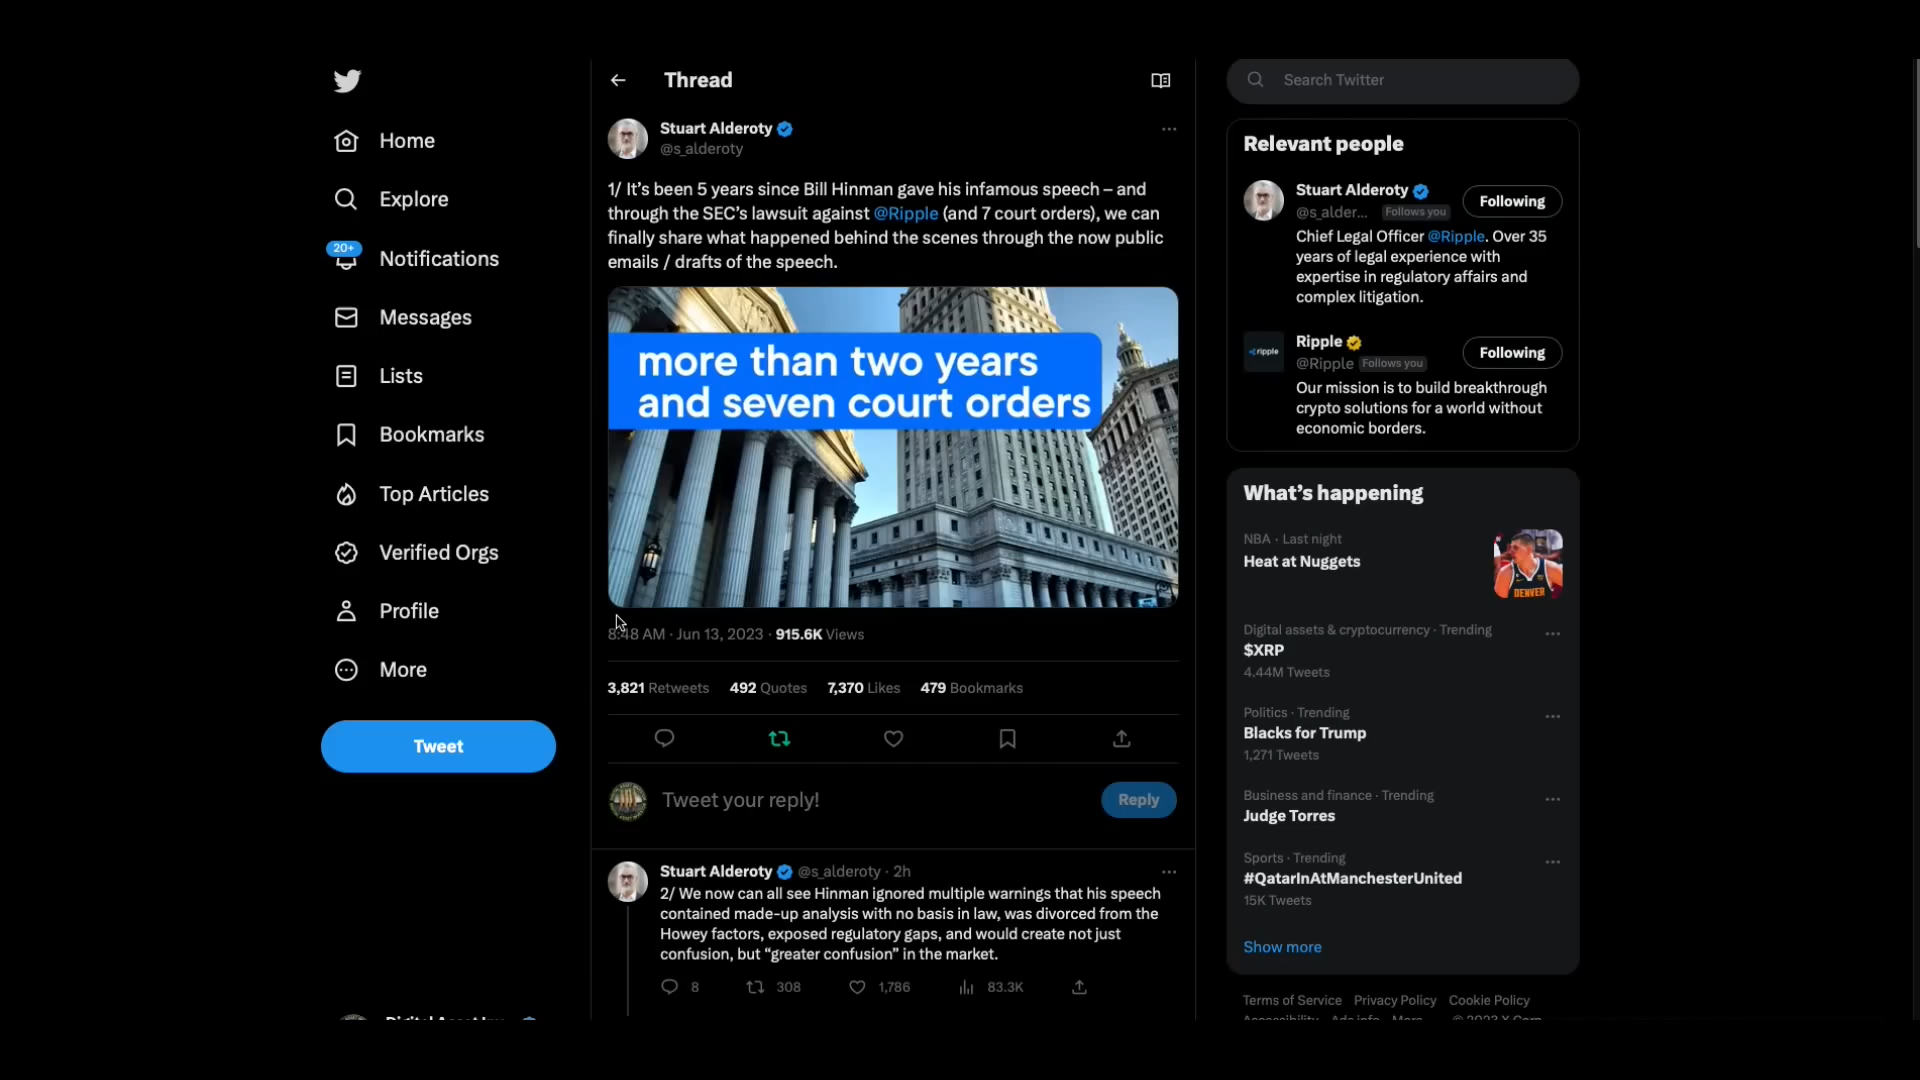 Home
Explore
20+
Notifications
Messages
Lists
Bookmarks
Top Articles
Verified Orgs
Profile
More
Tweet
Thread
Stuart Alderoty
@s_alderoty
1/ It's been 5 years since Bill Hinman gave his infamous speech – and
through the SEC's lawsuit against @Ripple (and 7 court orders), we can
finally share what happened behind the scenes through the now public
emails / drafts of the speech.
more than two years
and seven court orders
8:48 AM · Jun 13, 2023 · 915.6K Views
3,821 Retweets 492 Quotes 7,370 Likes 479 Bookmarks
Tweet your reply!
Reply
Stuart Alderoty @s_alderoty · 2h
2/ We now can all see Hinman ignored multiple warnings that his speech
contained made-up analysis with no basis in law, was divorced from the
Howey factors, exposed regulatory gaps, and would create not just
confusion, but “greater confusion” in the market.
8 308 1,786 83.3K
Search Twitter
Relevant people
Stuart Alderoty
@s_alder... Follows you
Following
Chief Legal Officer @Ripple. Over 35
years of legal experience with
expertise in regulatory affairs and
complex litigation.
ripple
Ripple
@Ripple Follows you
Following
Our mission is to build breakthrough
crypto solutions for a world without
economic borders.
What's happening
NBA · Last night
Heat at Nuggets
DENVER
Digital assets & cryptocurrency · Trending
$XRP
4.44M Tweets
Politics · Trending
Blacks for Trump
1,271 Tweets
Business and finance · Trending
Judge Torres
Sports · Trending
#QatarInAtManchesterUnited
15K Tweets
Show more
Terms of Service Privacy Policy Cookie Policy
Accessibility Ads info More © 2023 X Corp.